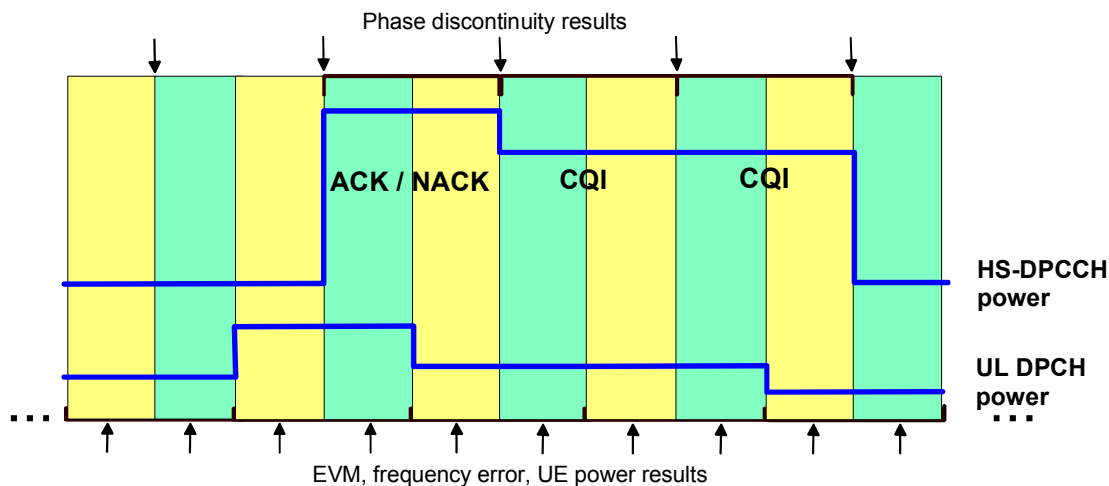 Phase discontinuity results
ACK / NACK
CQI
CQI
HS-DPCCH
power
UL DPCH
power
...
...
EVM, frequency error, UE power results